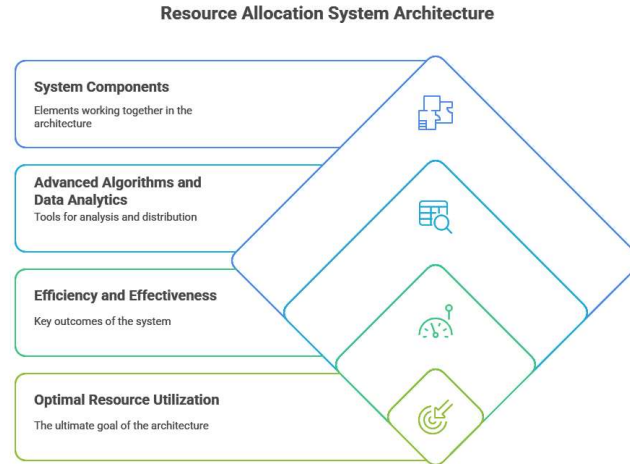 Resource Allocation System Architecture
System Components
Elements working together in the
architecture
Advanced Algorithms and
Data Analytics
Tools for analysis and distribution
Efficiency and Effectiveness
Key outcomes of the system
Optimal Resource Utilization
The ultimate goal of the architecture